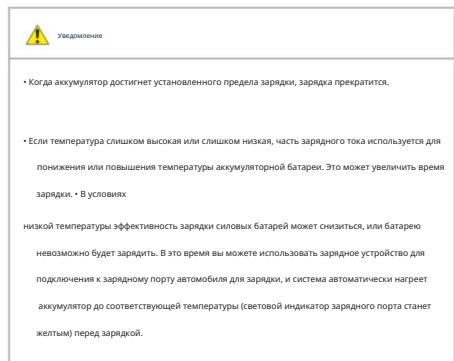 Уведомление
• Когда аккумулятор достигнет установленного предела зарядки, зарядка прекратится.
• Если температура слишком высокая или слишком низкая, часть зарядного тока используется для
понижения или повышения температуры аккумуляторной батареи. Это может увеличить время
зарядки. • В условиях
низкой температуры эффективность зарядки силовых батарей может снизиться, или батарею
невозможно будет зарядить. В это время вы можете использовать зарядное устройство для
подключения к зарядному порту автомобиля для зарядки, и система автоматически нагреет
аккумулятор до соответствующей температуры (световой индикатор зарядного порта станет
желтым) перед зарядкой.